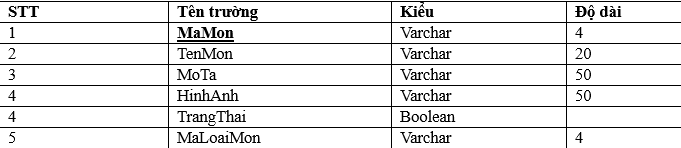 STT Tên trường Kiểu Độ dài
1 MaMon Varchar 4
2 TenMon Varchar 20
3 MoTa Varchar 50
4 HinhAnh Varchar 50
4 TrangThai Boolean
5 MaLoaiMon Varchar 4